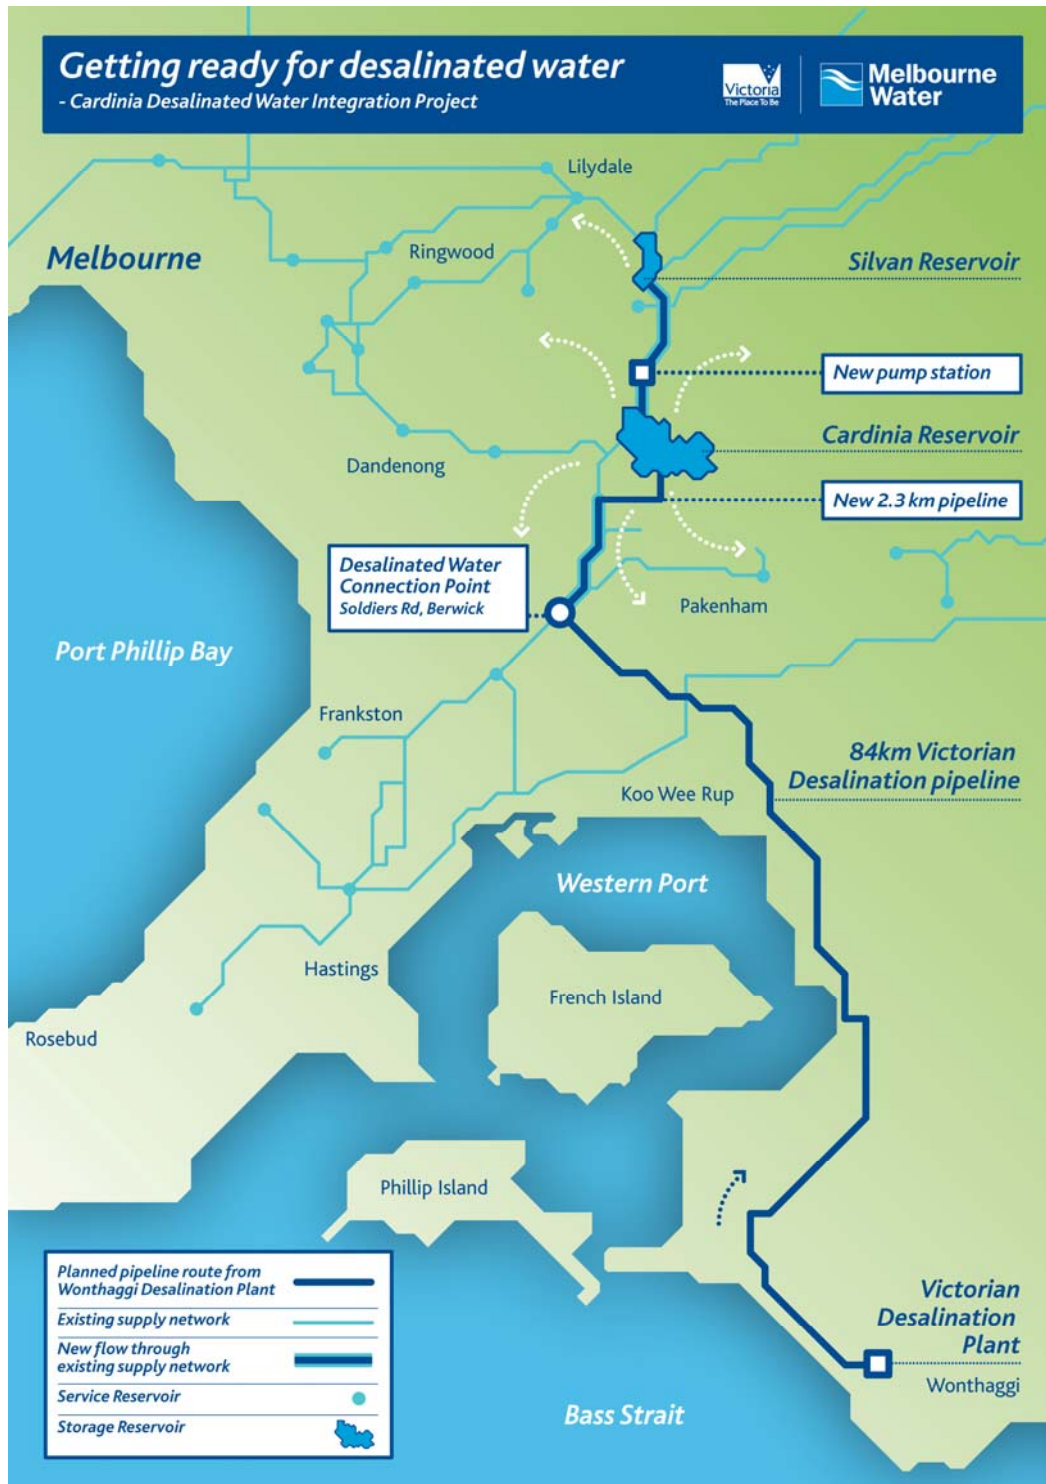 Getting ready for desalinated water
- Cardinia Desalinated Water Integration Project
Victoria
The Place To Be
Melbourne
Water
Lilydale
Ringwood
Melbourne
Silvan Reservoir
New pump station
Cardinia Reservoir
Dandenong
New 2.3 km pipeline
Desalinated Water
Connection Point
Soldiers Rd, Berwick
Pakenham
Port Phillip Bay
Frankston
84km Victorian
Desalination pipeline
Koo Wee Rup
Western Port
Hastings
French Island
Rosebud
Phillip Island
Planned pipeline route from
Wonthaggi Desalination Plant
Existing supply network
New flow through
existing supply network
Service Reservoir
Storage Reservoir
Victorian
Desalination
Plant
Wonthaggi
Bass Strait